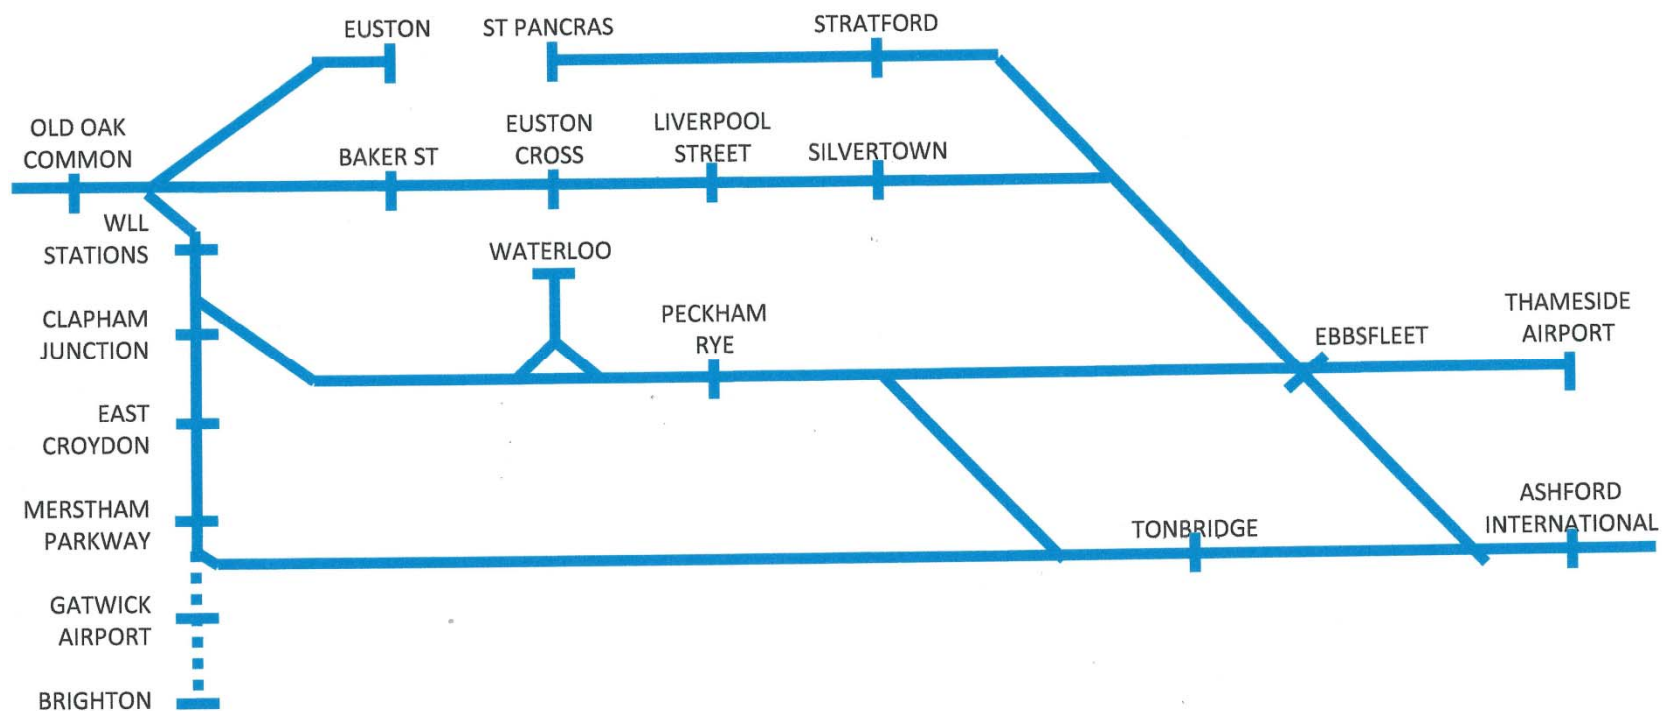 EUSTON
ST PANCRAS
STRATFORD
OLD OAK
COMMON
BAKER ST
EUSTON
CROSS
LIVERPOOL
STREET
SILVERTOWN
WLL
STATIONS
WATERLOO
CLAPHAM
JUNCTION
PECKHAM
RYE
EBBSFLEET
THAMESIDE
AIRPORT
EAST
CROYDON
MERSTHAM
PARKWAY
TONBRIDGE
ASHFORD
INTERNATIONAL
GATWICK
AIRPORT
BRIGHTON